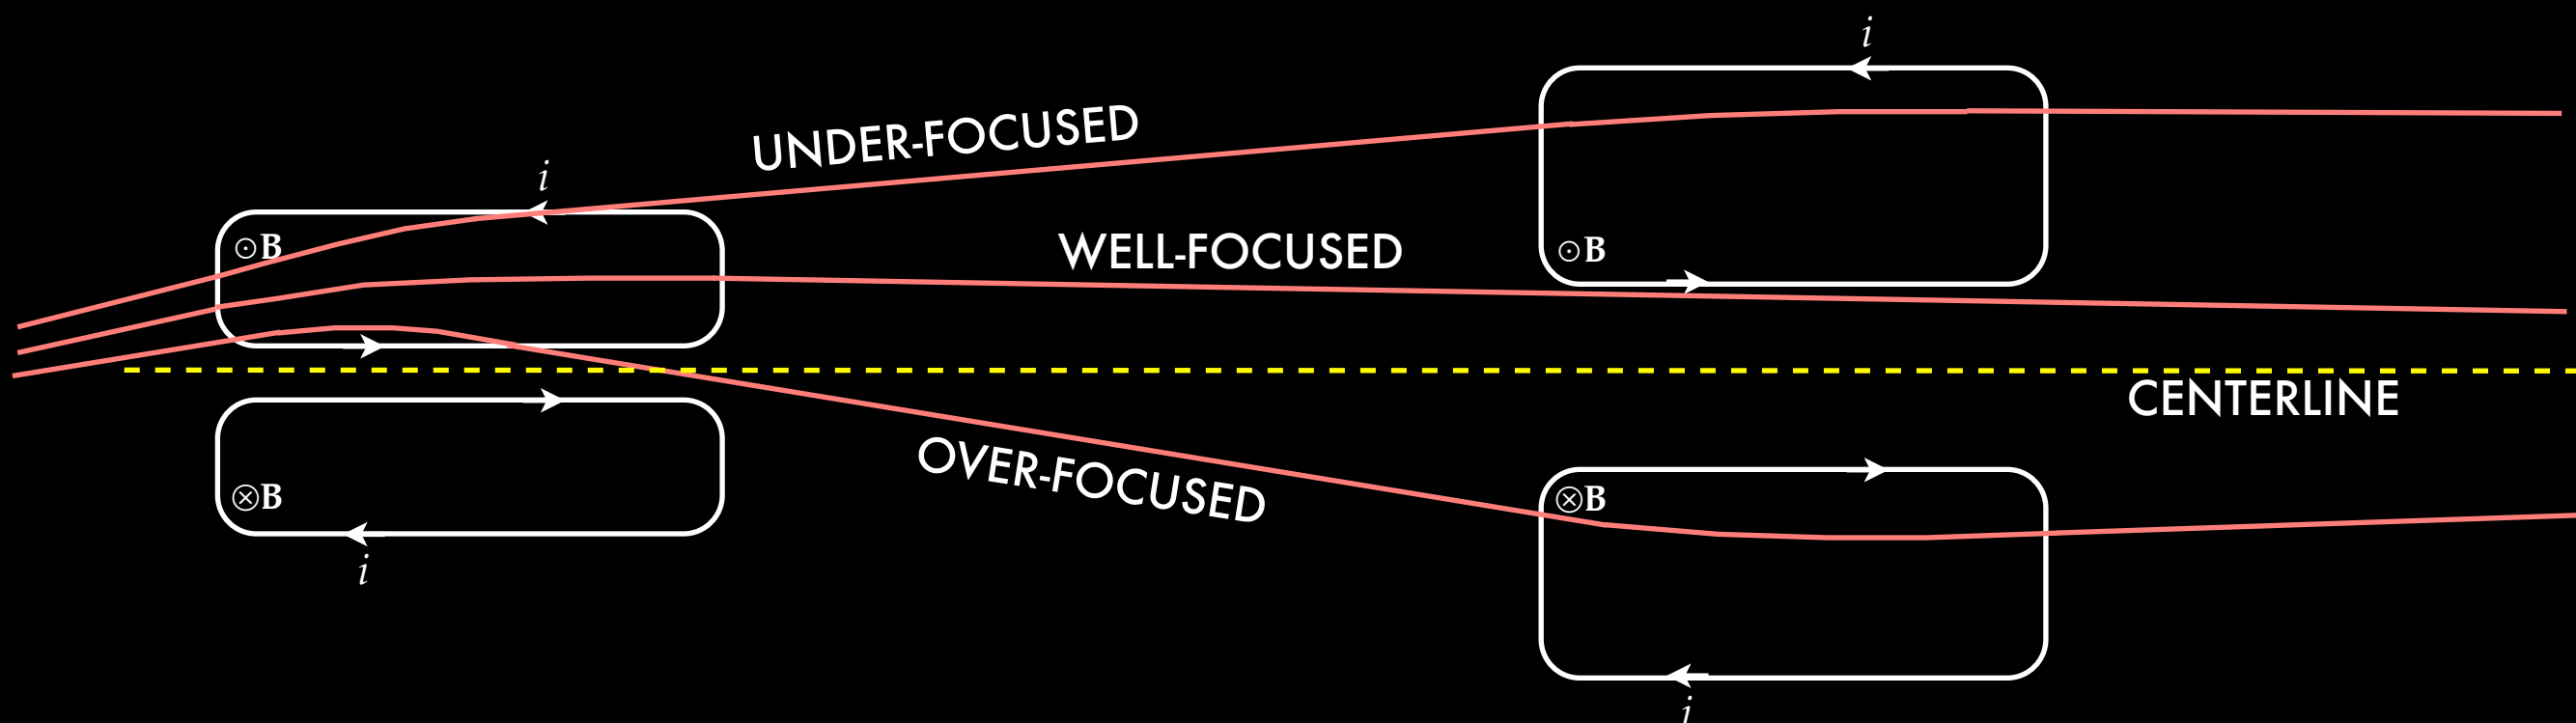 i
UNDER-FOCUSED
i
⊙B
WELL-FOCUSED
⊙B
CENTERLINE
OVER-FOCUSED
⊗B
⊗B
i
i